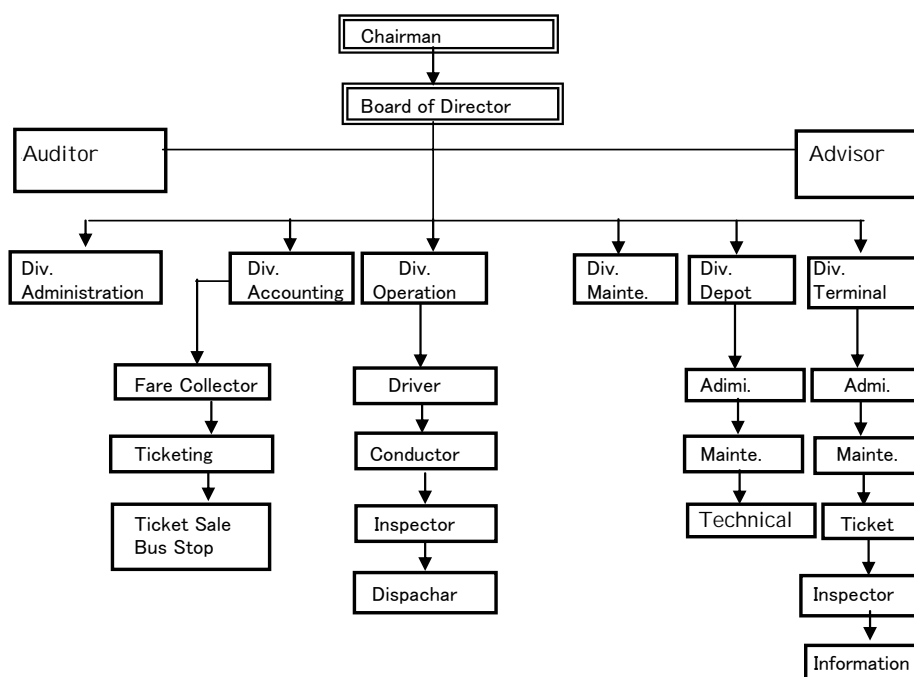 Chairman
Board of Director
Auditor
Advisor
Div.
Administration
Div.
Accounting
Div.
Operation
Div.
Mainte.
Div.
Depot
Div.
Terminal
Fare Collector
Driver
Adimi.
Admi.
Ticketing
Conductor
Mainte.
Mainte.
Ticket Sale
Bus Stop
Inspector
Technical
Ticket
Dispachar
Inspector
Information